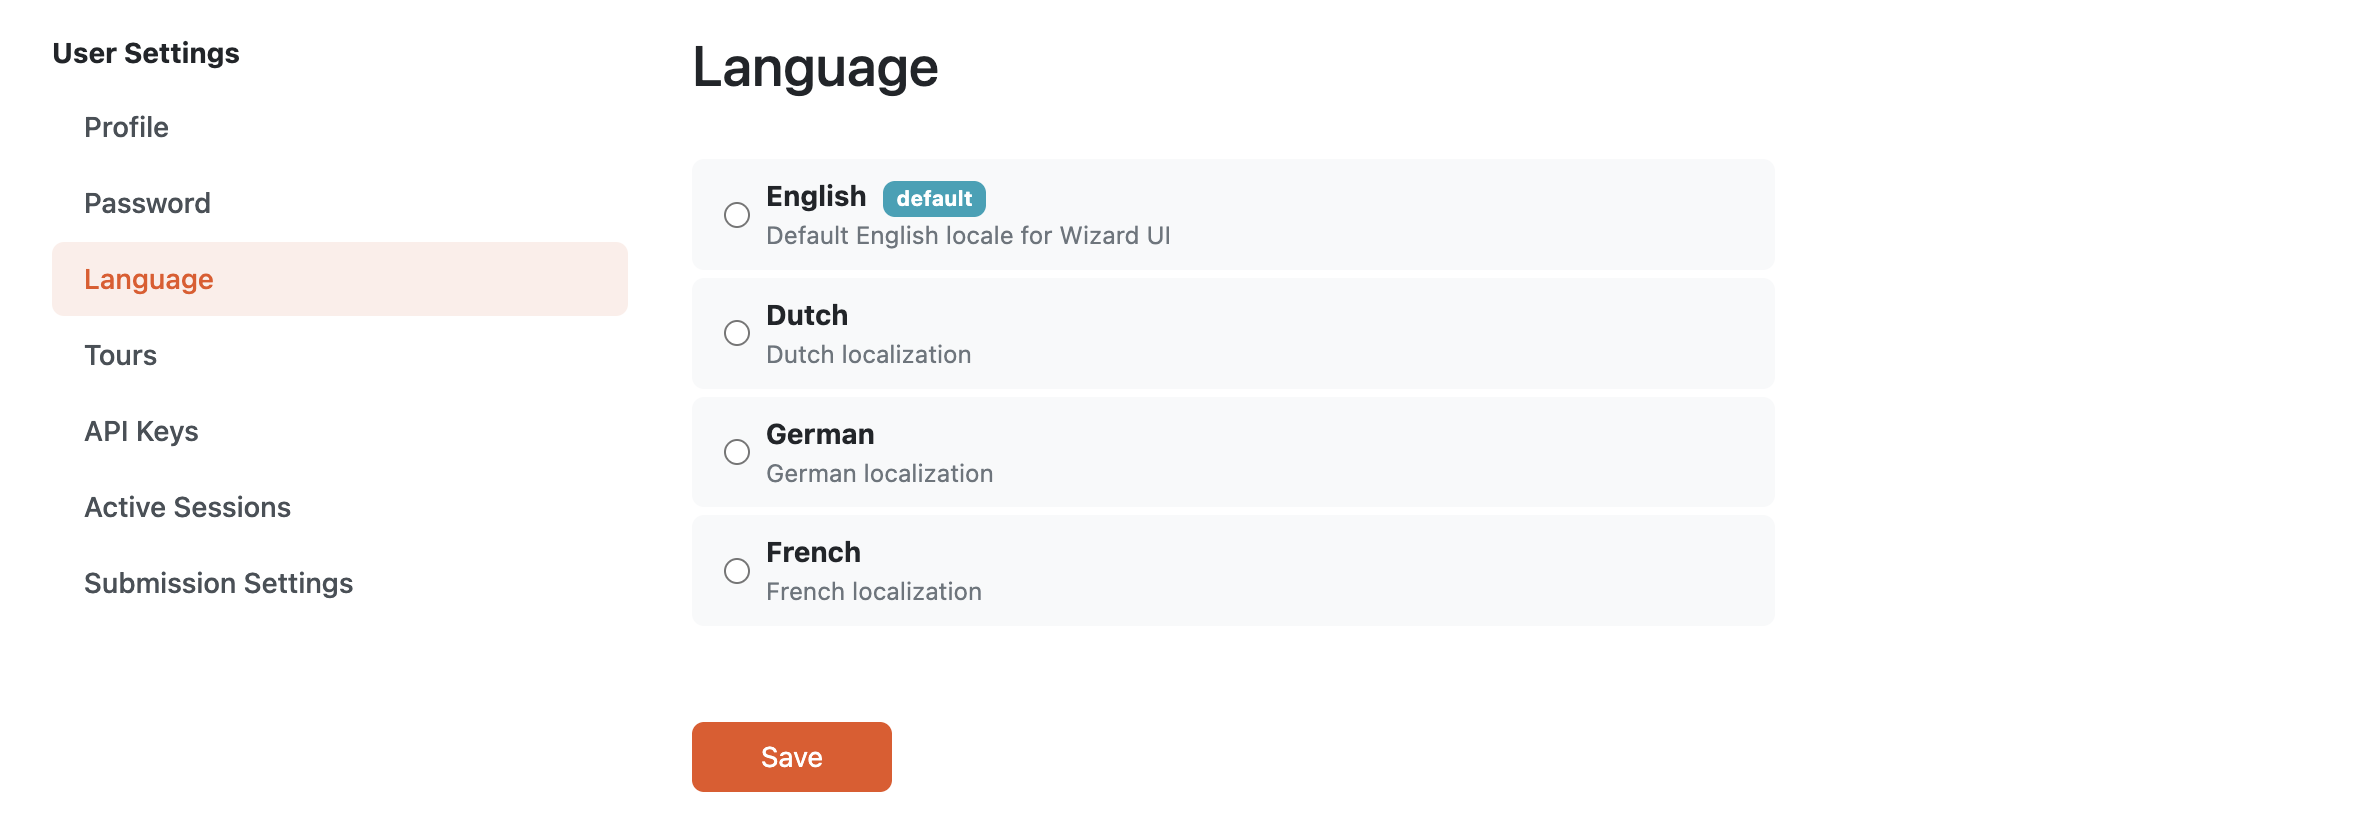 User Settings
Profile
Password
Language
Tours
API Keys
Active Sessions
Submission Settings
Language
English default
Default English locale for Wizard UI
Dutch
Dutch localization
German
German localization
French
French localization
Save